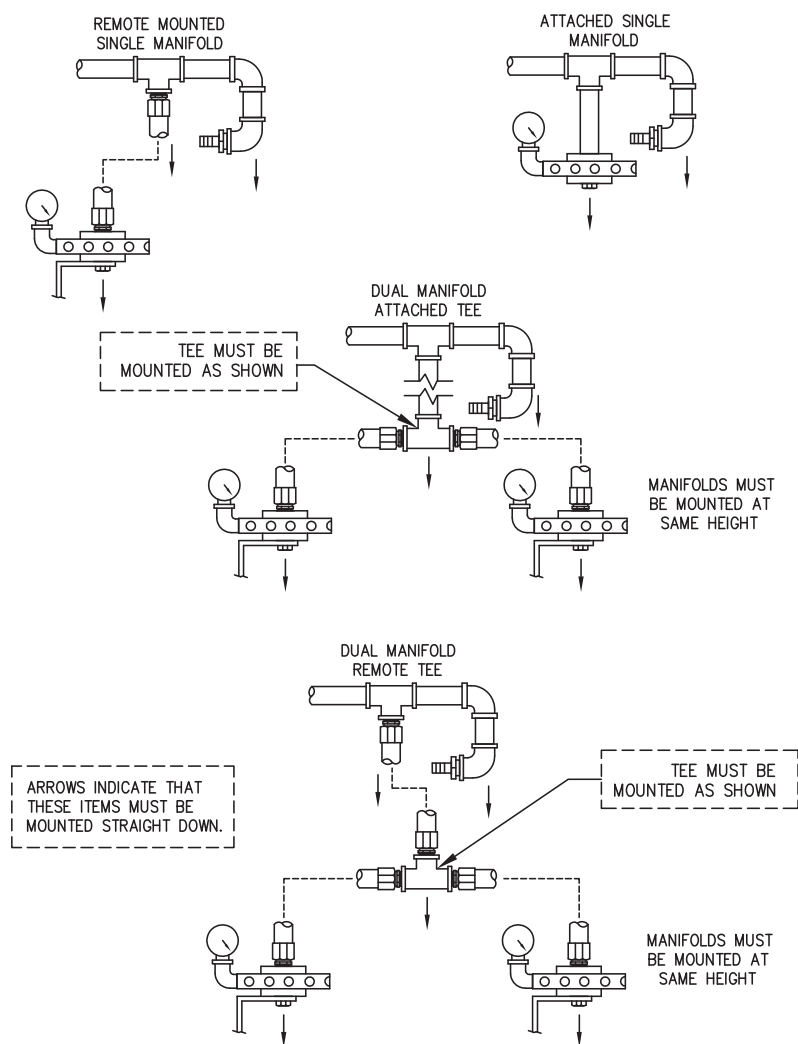 REMOTE MOUNTED
SINGLE MANIFOLD
ATTACHED SINGLE
MANIFOLD
DUAL MANIFOLD
ATTACHED TEE
TEE MUST BE
MOUNTED AS SHOWN
MANIFOLDS MUST
BE MOUNTED AT
SAME HEIGHT
DUAL MANIFOLD
REMOTE TEE
ARROWS INDICATE THAT
THESE ITEMS MUST BE
MOUNTED STRAIGHT DOWN.
TEE MUST BE
MOUNTED AS SHOWN
MANIFOLDS MUST
BE MOUNTED AT
SAME HEIGHT